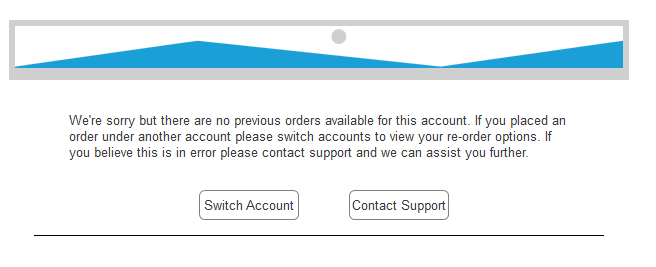 We're sorry but there are no previous orders available for this account. If you placed an
order under another account please switch accounts to view your re-order options. If
you believe this is in error please contact support and we can assist you further.
Switch Account
Contact Support